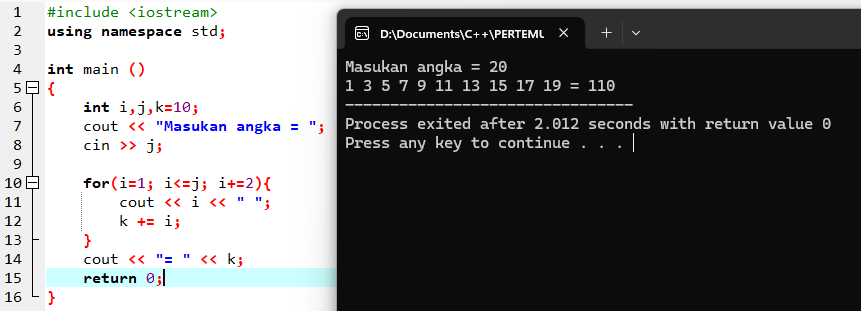 1 #include <iostream>
2 using namespace std;
3
4 int main ()
5 {
6 int i,j,k=10;
7 cout << "Masukan angka = ";
8 cin >> j;
9
10 for(i=1; i<=j; i+=2){
11 cout << i << " ";
12 k += i;
13 }
14 cout << "= " << k;
15 return 0;
16 }
D:\Documents\C++\PERTEMU
Masukan angka = 20
1 3 5 7 9 11 13 15 17 19 = 110
--------------------------------
Process exited after 2.012 seconds with return value 0
Press any key to continue . . .